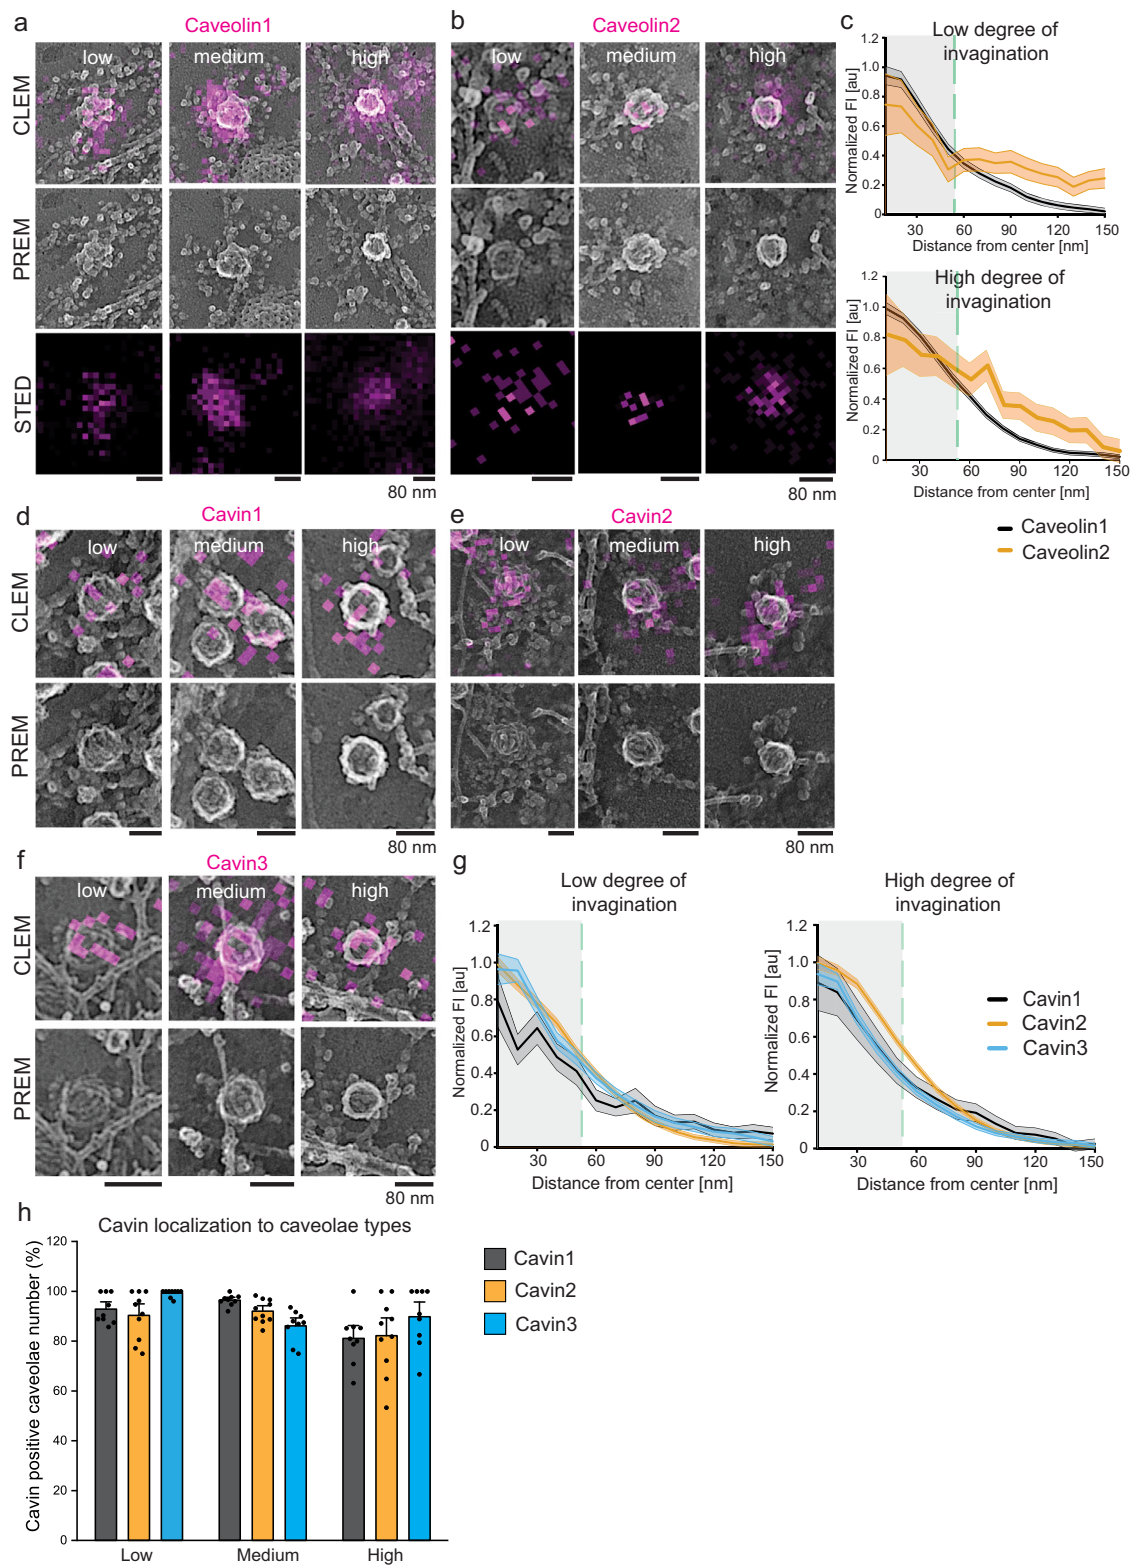 a
Caveolin1
low
medium
high
CLEM
PREM
STED
80 nm
b
Caveolin2
low
medium
high
80 nm
c
Low degree of
invagination
Normalized FI [au]
1.0
0.8
0.6
0.4
0.2
0
30
60
90
120
150
Distance from center [nm]
High degree of
invagination
Normalized FI [au]
1.2
1.0
0.8
0.6
0.4
0.2
0
30
60
90
120
150
Distance from center [nm]
Caveolin1
Caveolin2
d
Cavin1
low
medium
high
CLEM
PREM
80 nm
e
Cavin2
low
medium
high
80 nm
f
Cavin3
low
medium
high
CLEM
PREM
80 nm
g
Low degree of
invagination
Normalized FI [au]
1.2
1.0
0.8
0.6
0.4
0.2
0
30
60
90
120
150
Distance from center [nm]
High degree of
invagination
Normalized FI [au]
1.2
1.0
0.8
0.6
0.4
0.2
0
30
60
90
120
150
Distance from center [nm]
Cavin1
Cavin2
Cavin3
h
Cavin localization to caveolae types
Cavin positive caveolae number (%)
120
100
80
60
40
20
0
Low
Medium
High
Cavin1
Cavin2
Cavin3